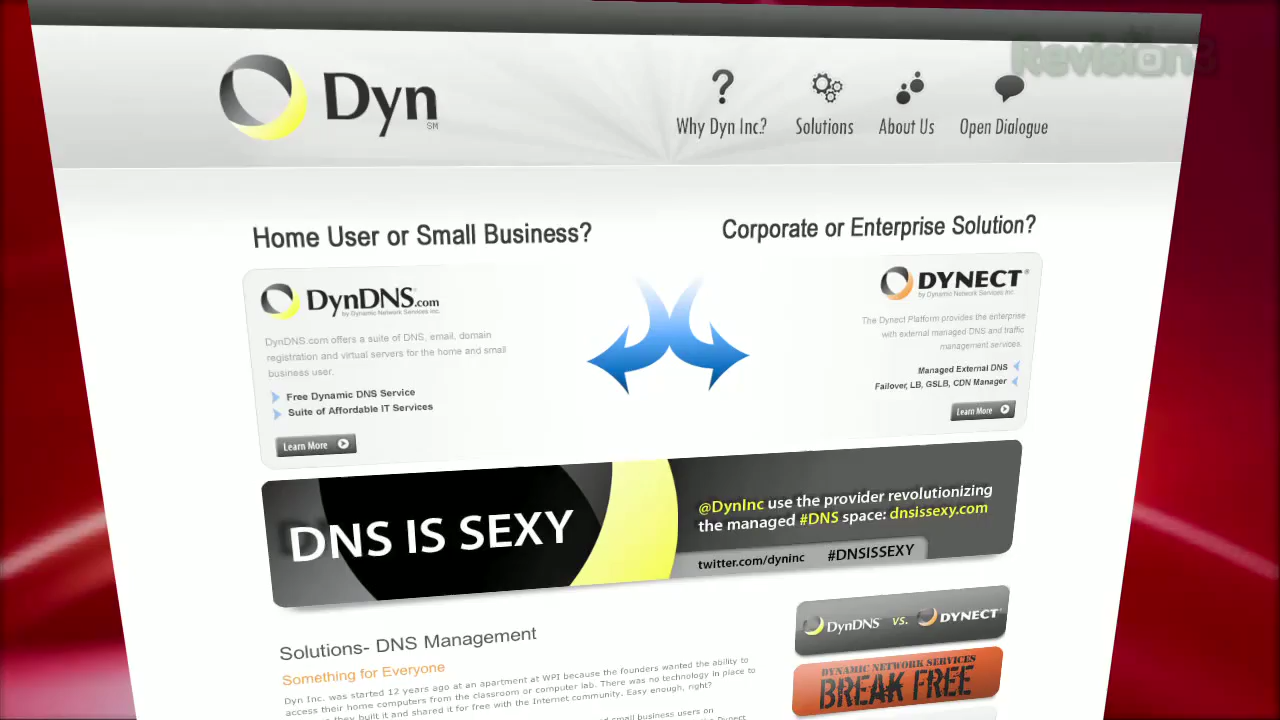 Revision3
Dyn
SM
Why Dyn Inc.?
Solutions
About Us
Open Dialogue
Home User or Small Business?
DynDNS.com
by Dynamic Network Services Inc.
DynDNS.com offers a suite of DNS, email, domain
registration and virtual servers for the home and small
business user.
Free Dynamic DNS Service
Suite of Affordable IT Services
Learn More
Corporate or Enterprise Solution?
DYNECT®
by Dynamic Network Services Inc.
The Dynect Platform provides the enterprise
with external managed DNS and traffic
management services.
Managed External DNS
Failover, LB, GSLB, CDN Manager
Learn More
DNS IS SEXY
@DynInc use the provider revolutionizing
the managed #DNS space: dnsissexy.com
twitter.com/dyninc #DNSISSEXY
Solutions- DNS Management
Something for Everyone
Dyn Inc. was started 12 years ago at an apartment at WPI because the founders wanted the ability to
access their home computers from the classroom or computer lab. There was no technology in place to
they built it and shared it for free with the Internet community. Easy enough, right?
small business users on
the Dynect
DynDNS vs. DYNECT®
DYNAMIC NETWORK SERVICES
BREAK FREE